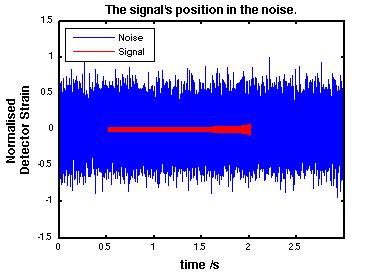 The signal's position in the noise.
Noise
Signal
Normalised
Detector Strain
1.5
1
0.5
0
-0.5
-1
-1.5
0
0.5
1
1.5
2
2.5
time /s